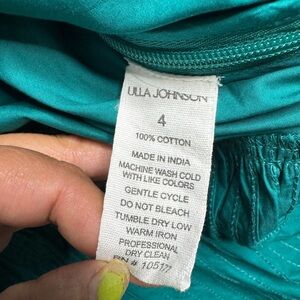 ULLA JOHNSON
4
100% COTTON
MADE IN INDIA
MACHINE WASH COLD
WITH LIKE COLORS
GENTLE CYCLE
DO NOT BLEACH
TUMBLE DRY LOW
WARM IRON
PROFESSIONAL
DRY CLEAN
RN #